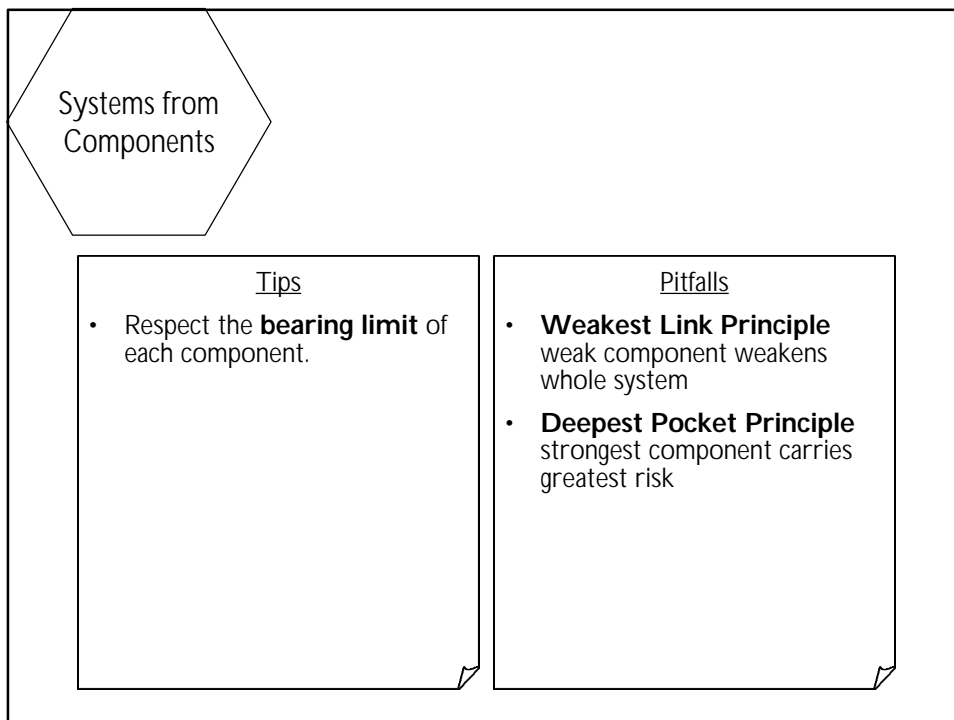 Systems from
Components
Tips
• Respect the bearing limit of
each component.
Pitfalls
• Weakest Link Principle
weak component weakens
whole system
• Deepest Pocket Principle
strongest component carries
greatest risk